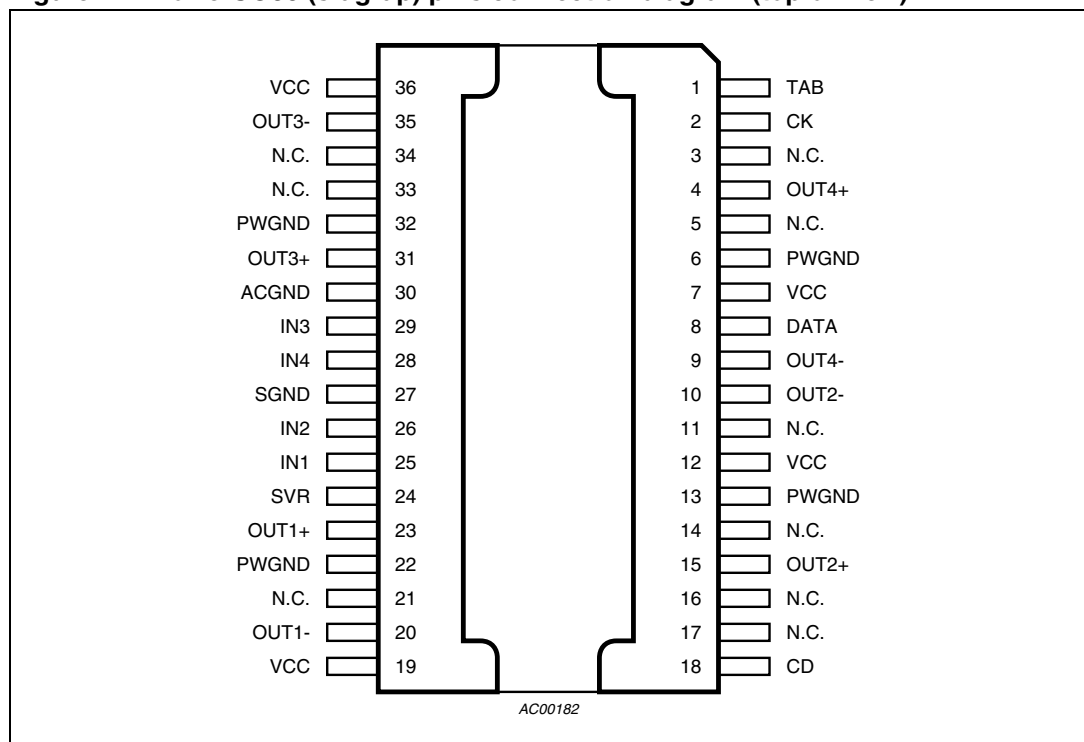 VCC 36 1 TAB
OUT3- 35 2 CK
N.C. 34 3 N.C.
N.C. 33 4 OUT4+
PWGND 32 5 N.C.
OUT3+ 31 6 PWGND
ACGND 30 7 VCC
IN3 29 8 DATA
IN4 28 9 OUT4-
SGND 27 10 OUT2-
IN2 26 11 N.C.
IN1 25 12 VCC
SVR 24 13 PWGND
OUT1+ 23 14 N.C.
PWGND 22 15 OUT2+
N.C. 21 16 N.C.
OUT1- 20 17 N.C.
VCC 19 18 CD
AC00182